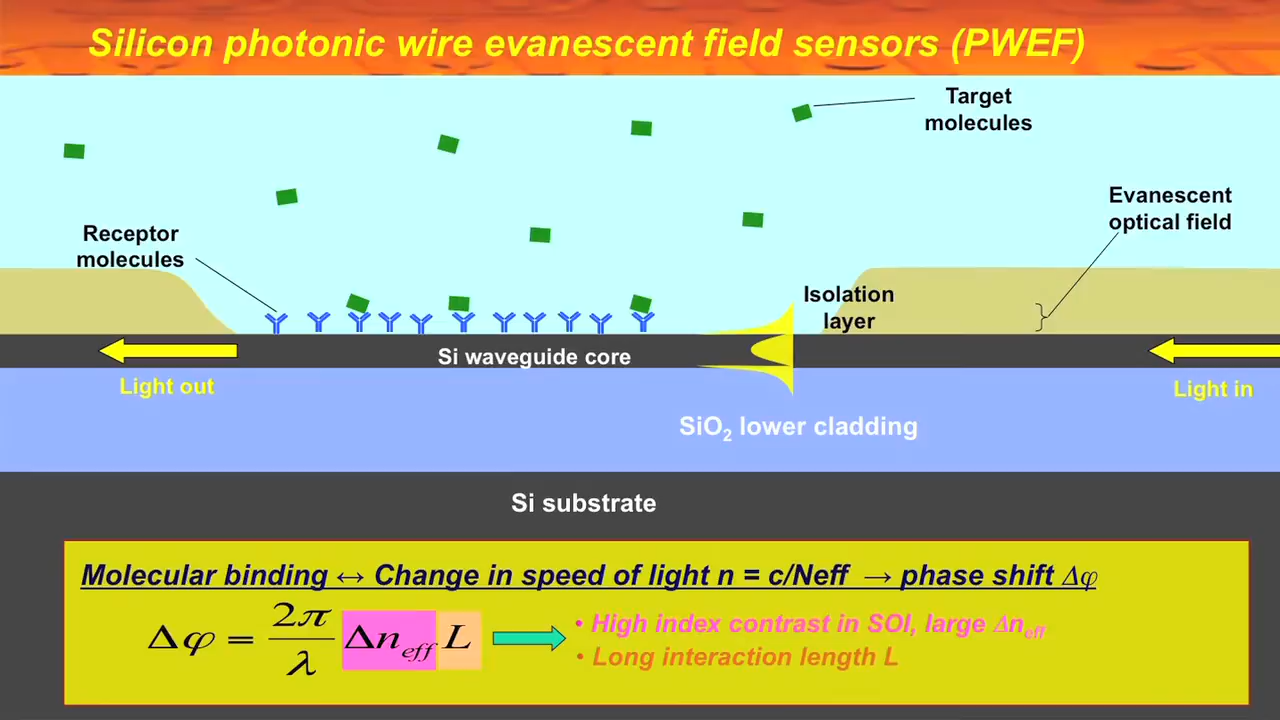 Silicon photonic wire evanescent field sensors (PWEF)
Target
molecules
Evanescent
optical field
Receptor
molecules
Isolation
layer
Si waveguide core
Light out
Light in
SiO₂ lower cladding
Si substrate
Molecular binding ↔ Change in speed of light n = c/Neff → phase shift Δφ
Δφ = 2π/λ Δn_eff L
• High index contrast in SOI, large Δn_eff
• Long interaction length L